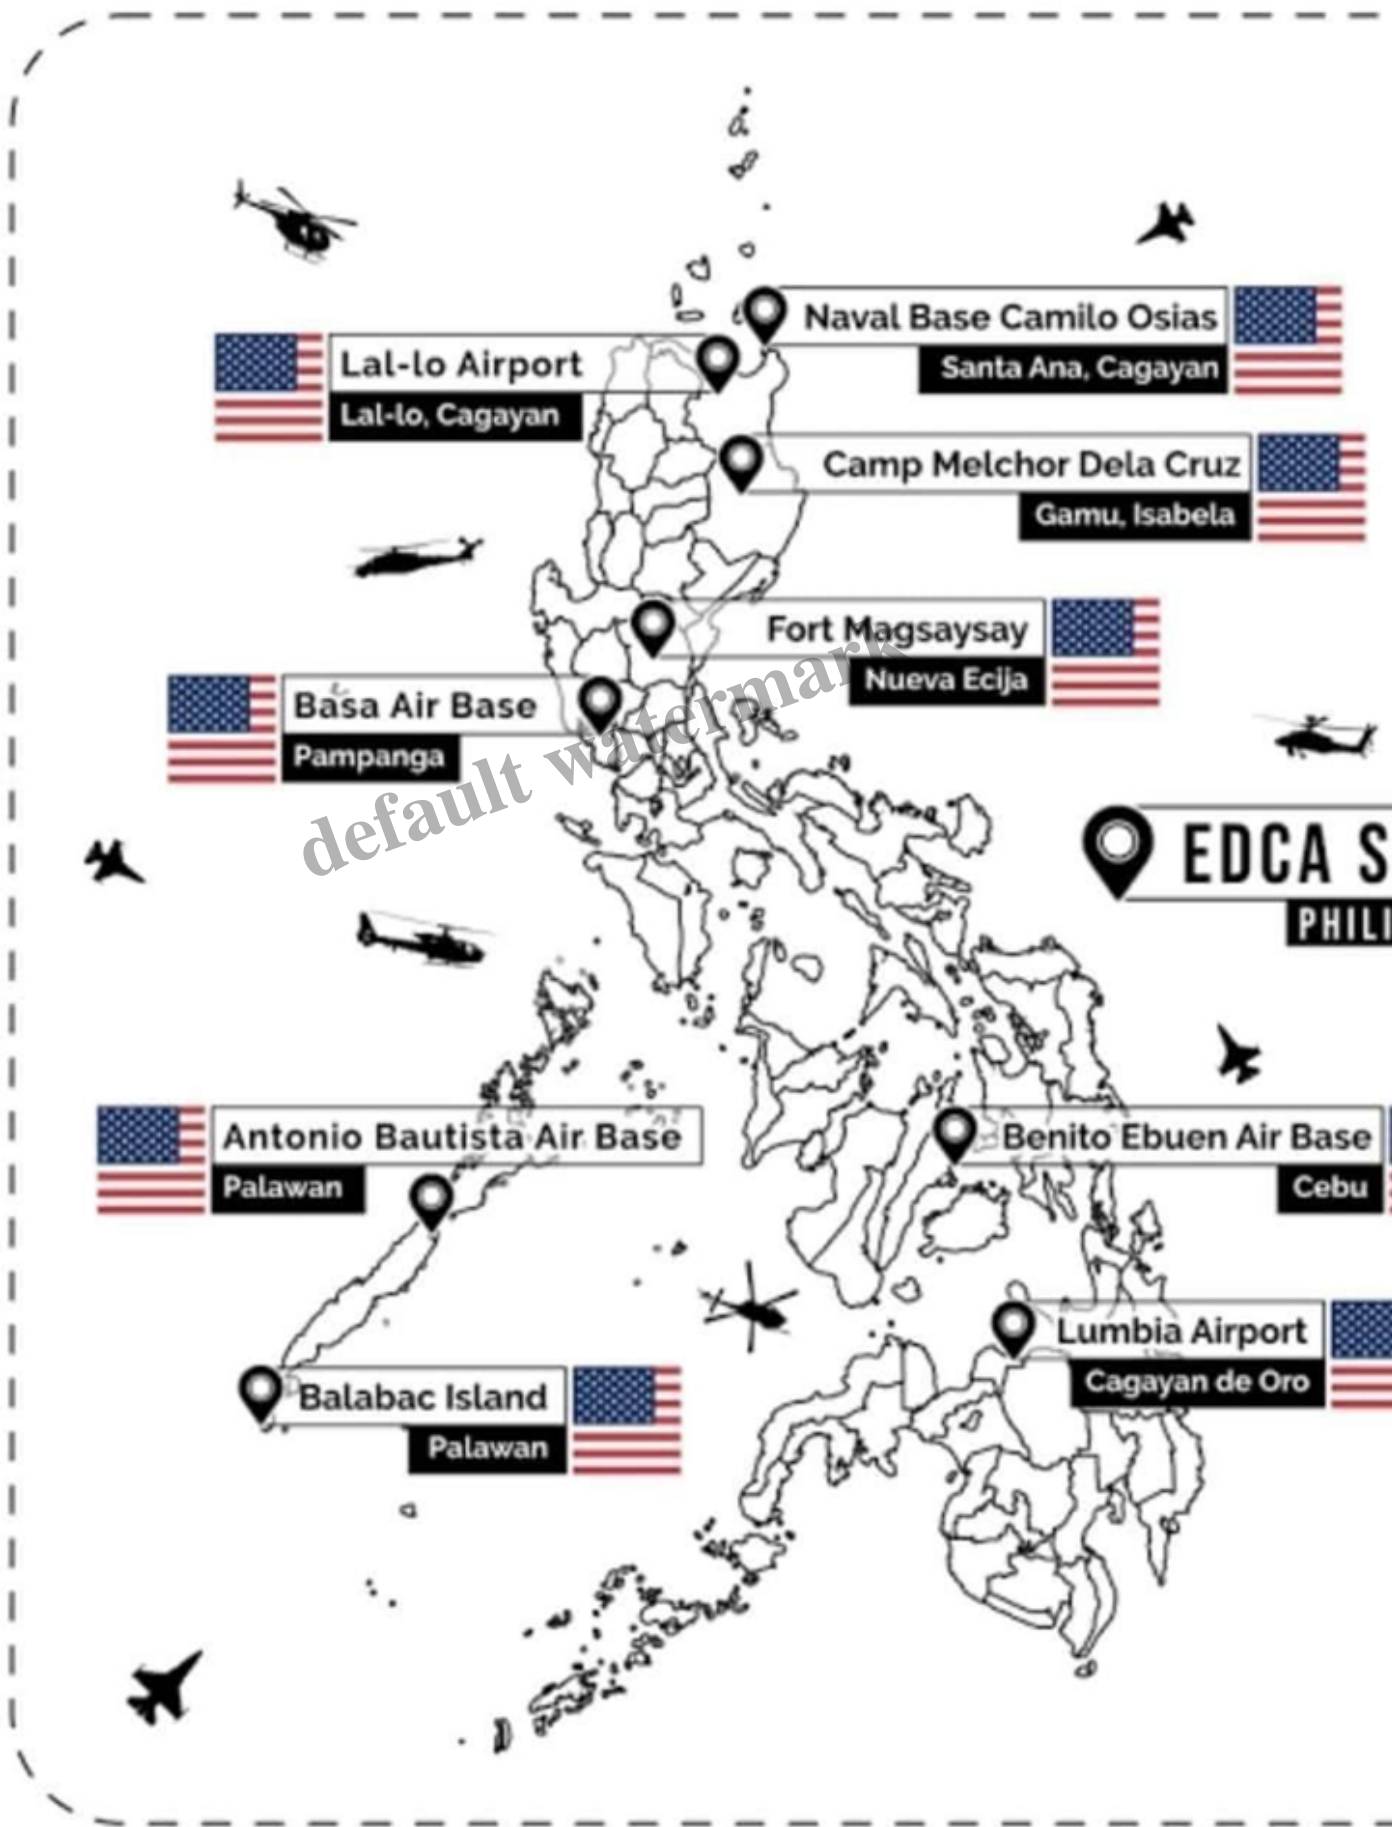 Naval Base Camilo Osias
Santa Ana, Cagayan
Lal-lo Airport
Lal-lo, Cagayan
Camp Melchor Dela Cruz
Gamu, Isabela
Fort Magsaysay
Nueva Ecija
Basa Air Base
Pampanga
default watermark
EDCA S
PHILI
Antonio Bautista Air Base
Palawan
Benito Ebuen Air Base
Cebu
Lumbia Airport
Cagayan de Oro
Balabac Island
Palawan